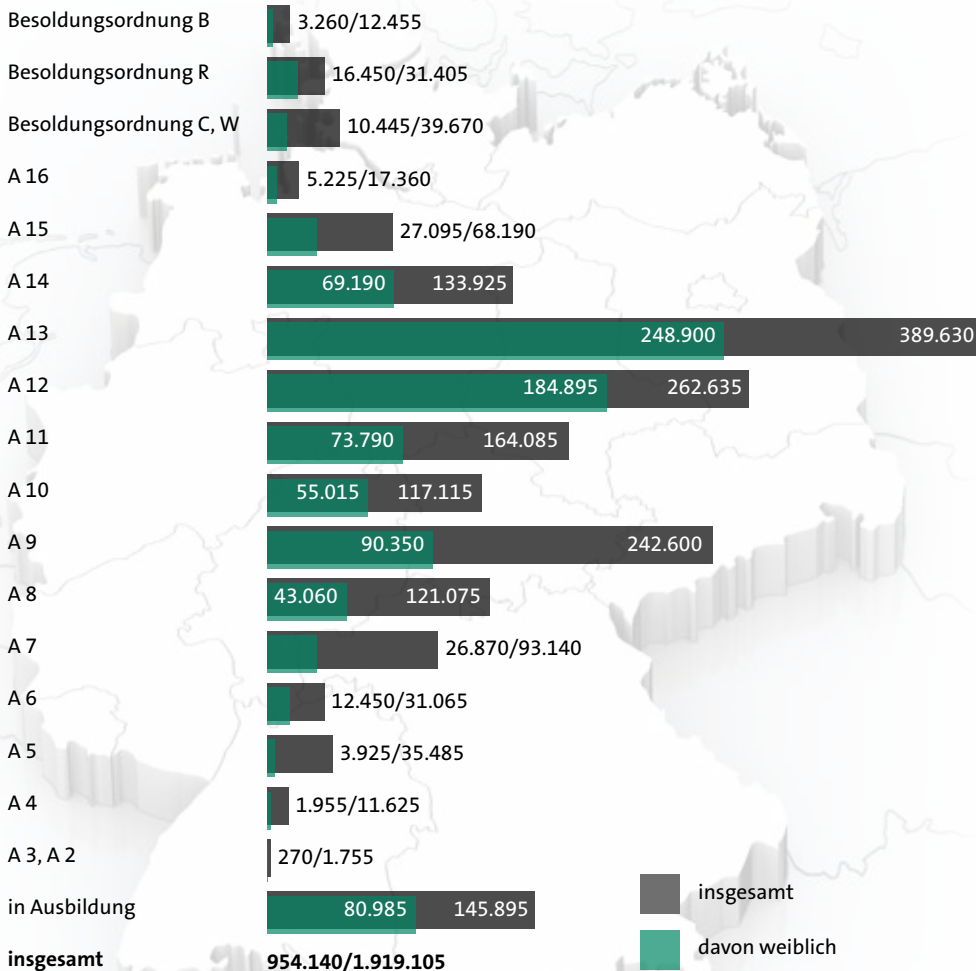 Besoldungsordnung B 3.260/12.455
Besoldungsordnung R 16.450/31.405
Besoldungsordnung C, W 10.445/39.670
A 16 5.225/17.360
A 15 27.095/68.190
A 14 69.190 133.925
A 13 248.900 389.630
A 12 184.895 262.635
A 11 73.790 164.085
A 10 55.015 117.115
A 9 90.350 242.600
A 8 43.060 121.075
A 7 26.870/93.140
A 6 12.450/31.065
A 5 3.925/35.485
A 4 1.955/11.625
A 3, A 2 270/1.755
in Ausbildung 80.985 145.895
insgesamt 954.140/1.919.105
insgesamt
davon weiblich